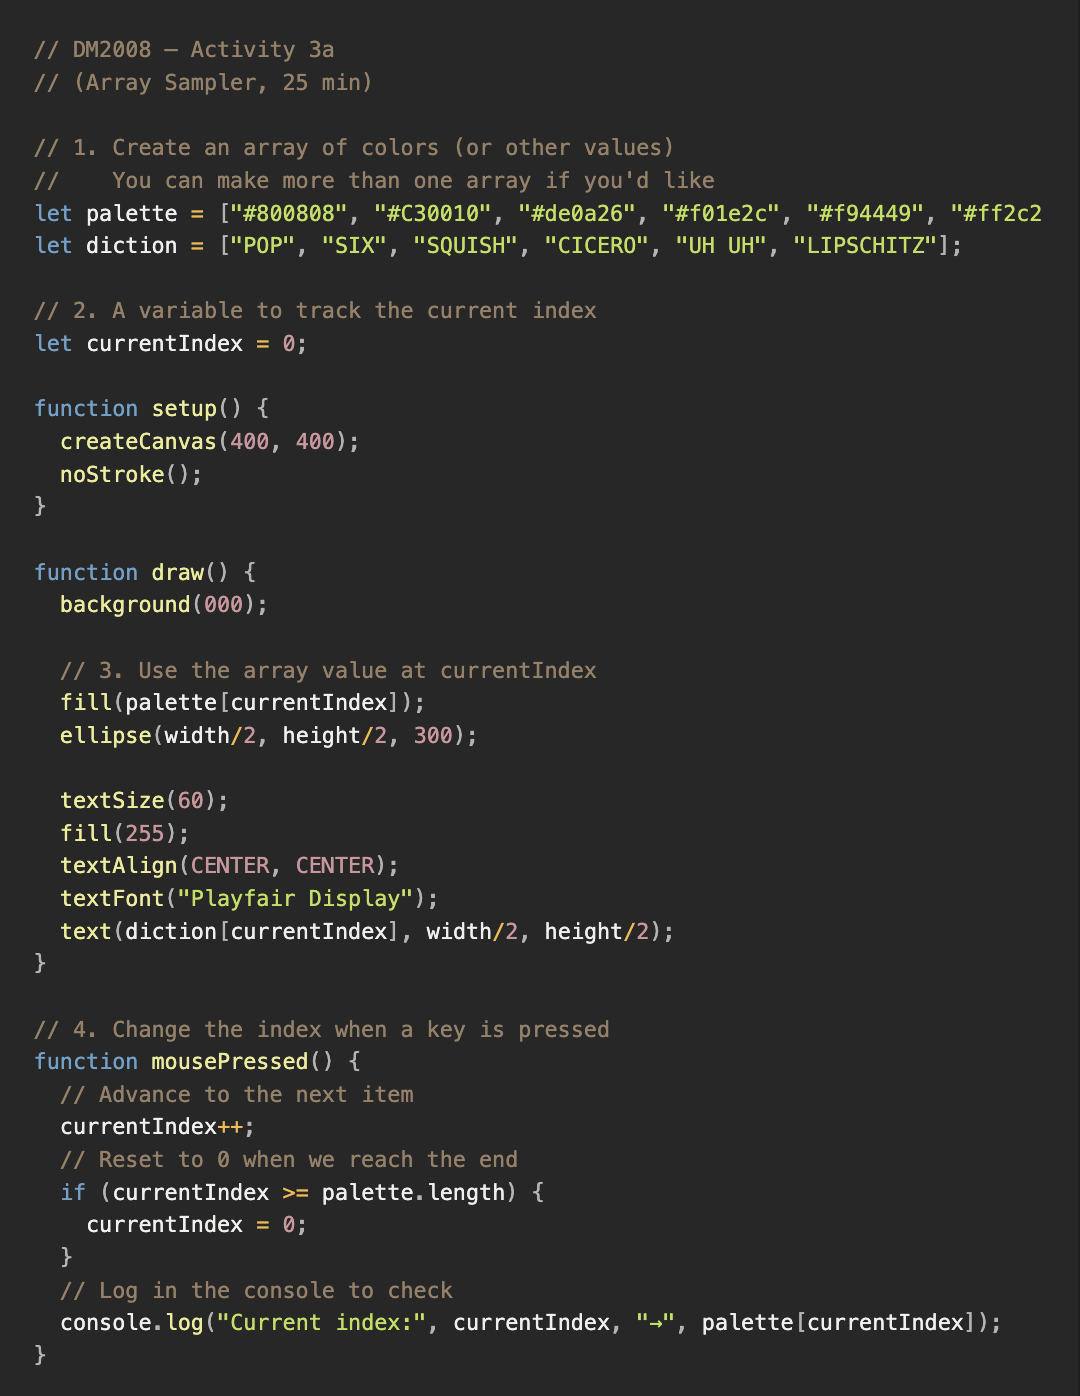 // DM2008 — Activity 3a
// (Array Sampler, 25 min)
// 1. Create an array of colors (or other values)
//    You can make more than one array if you'd like
let palette = ["#800808", "#C30010", "#de0a26", "#f01e2c", "#f94449", "#ff2c2
let diction = ["POP", "SIX", "SQUISH", "CICERO", "UH UH", "LIPSCHITZ"];
// 2. A variable to track the current index
let currentIndex = 0;
function setup() {
  createCanvas(400, 400);
  noStroke();
}
function draw() {
  background(000);
  // 3. Use the array value at currentIndex
  fill(palette[currentIndex]);
  ellipse(width/2, height/2, 300);
  textSize(60);
  fill(255);
  textAlign(CENTER, CENTER);
  textFont("Playfair Display");
  text(diction[currentIndex], width/2, height/2);
}
// 4. Change the index when a key is pressed
function mousePressed() {
  // Advance to the next item
  currentIndex++;
  // Reset to 0 when we reach the end
  if (currentIndex >= palette.length) {
    currentIndex = 0;
  }
  // Log in the console to check
  console.log("Current index:", currentIndex, "→", palette[currentIndex]);
}